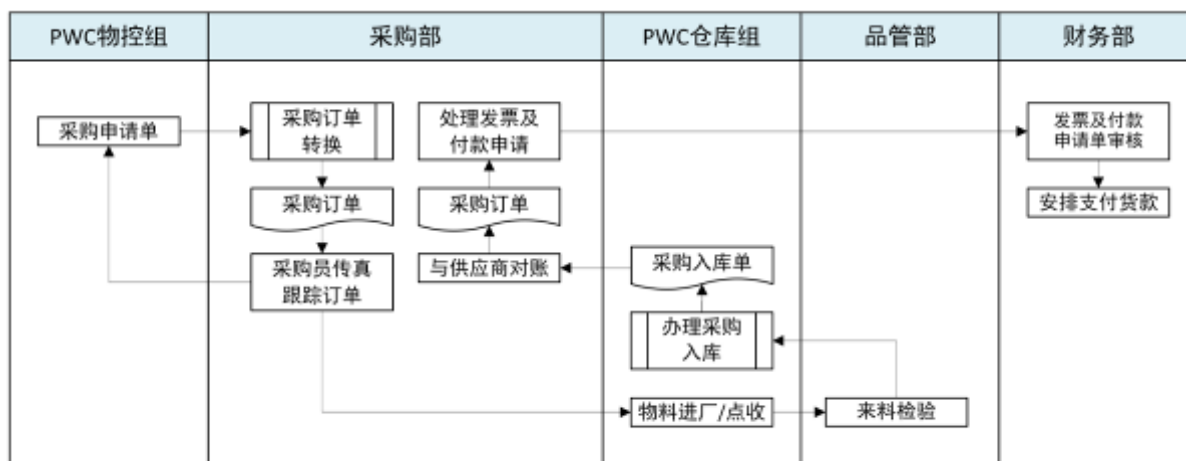 PWC物控组
采购部
PWC仓库组
品管部
财务部
采购申请单
采购订单
转换
处理发票及
付款申请
发票及付款
申请单审核
采购订单
采购订单
安排支付货款
采购员传真
跟踪订单
与供应商对账
采购入库单
办理采购
入库
物料进厂/点收
来料检验